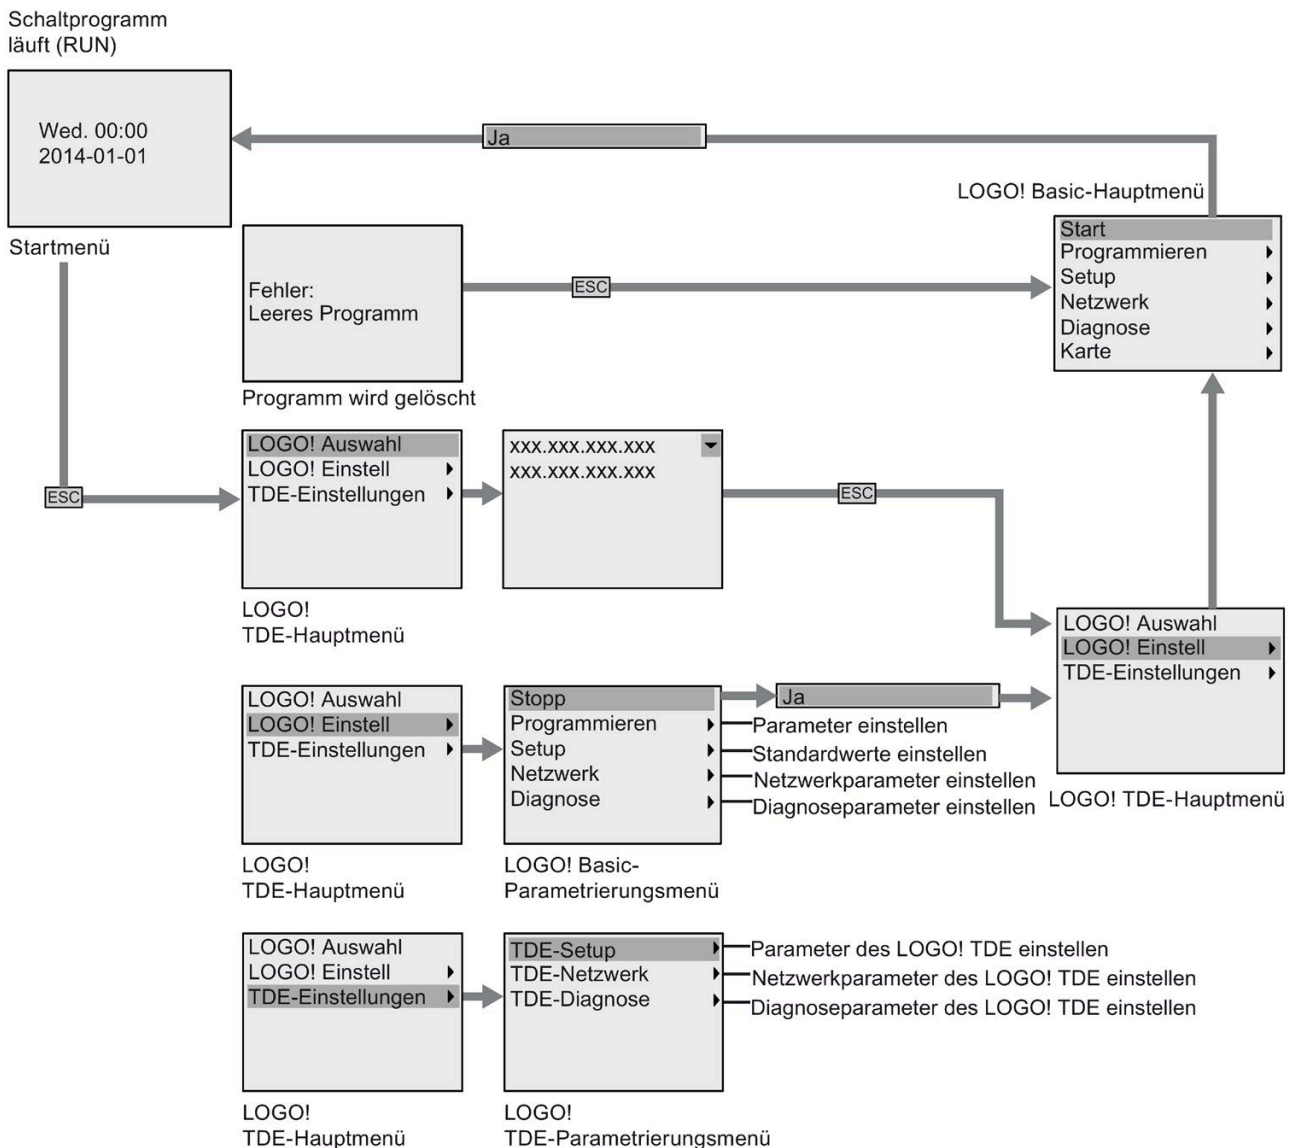 Schaltprogramm
läuft (RUN)
Wed. 00:00
2014-01-01
Startmenü
Ja
LOGO! Basic-Hauptmenü
Start
Programmieren
Setup
Netzwerk
Diagnose
Karte
Fehler:
Leeres Programm
ESC
Programm wird gelöscht
ESC
LOGO! Auswahl
LOGO! Einstell
TDE-Einstellungen
LOGO!
TDE-Hauptmenü
xxx.xxx.xxx.xxx
xxx.xxx.xxx.xxx
ESC
LOGO! Auswahl
LOGO! Einstell
TDE-Einstellungen
LOGO! TDE-Hauptmenü
LOGO! Auswahl
LOGO! Einstell
TDE-Einstellungen
LOGO!
TDE-Hauptmenü
Stopp
Programmieren
Setup
Netzwerk
Diagnose
LOGO! Basic-
Parametrierungsmenü
Ja
Parameter einstellen
Standardwerte einstellen
Netzwerkparameter einstellen
Diagnoseparameter einstellen
LOGO! Auswahl
LOGO! Einstell
TDE-Einstellungen
LOGO!
TDE-Hauptmenü
TDE-Setup
TDE-Netzwerk
TDE-Diagnose
LOGO!
TDE-Parametrierungsmenü
Parameter des LOGO! TDE einstellen
Netzwerkparameter des LOGO! TDE einstellen
Diagnoseparameter des LOGO! TDE einstellen